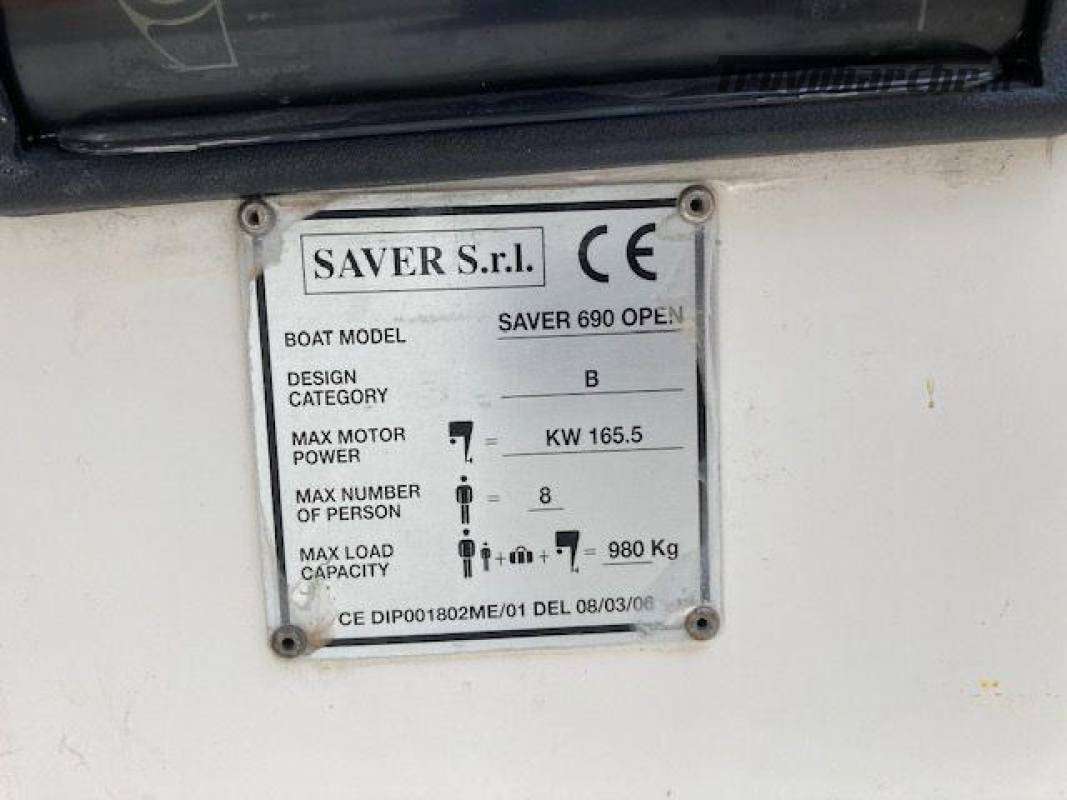 SAVER S.r.l. CE
BOAT MODEL SAVER 690 OPEN
DESIGN
CATEGORY B
MAX MOTOR
POWER = KW 165.5
MAX NUMBER
OF PERSON = 8
MAX LOAD
CAPACITY + + = 980 Kg
CE DIP001802ME/01 DEL 08/03/06